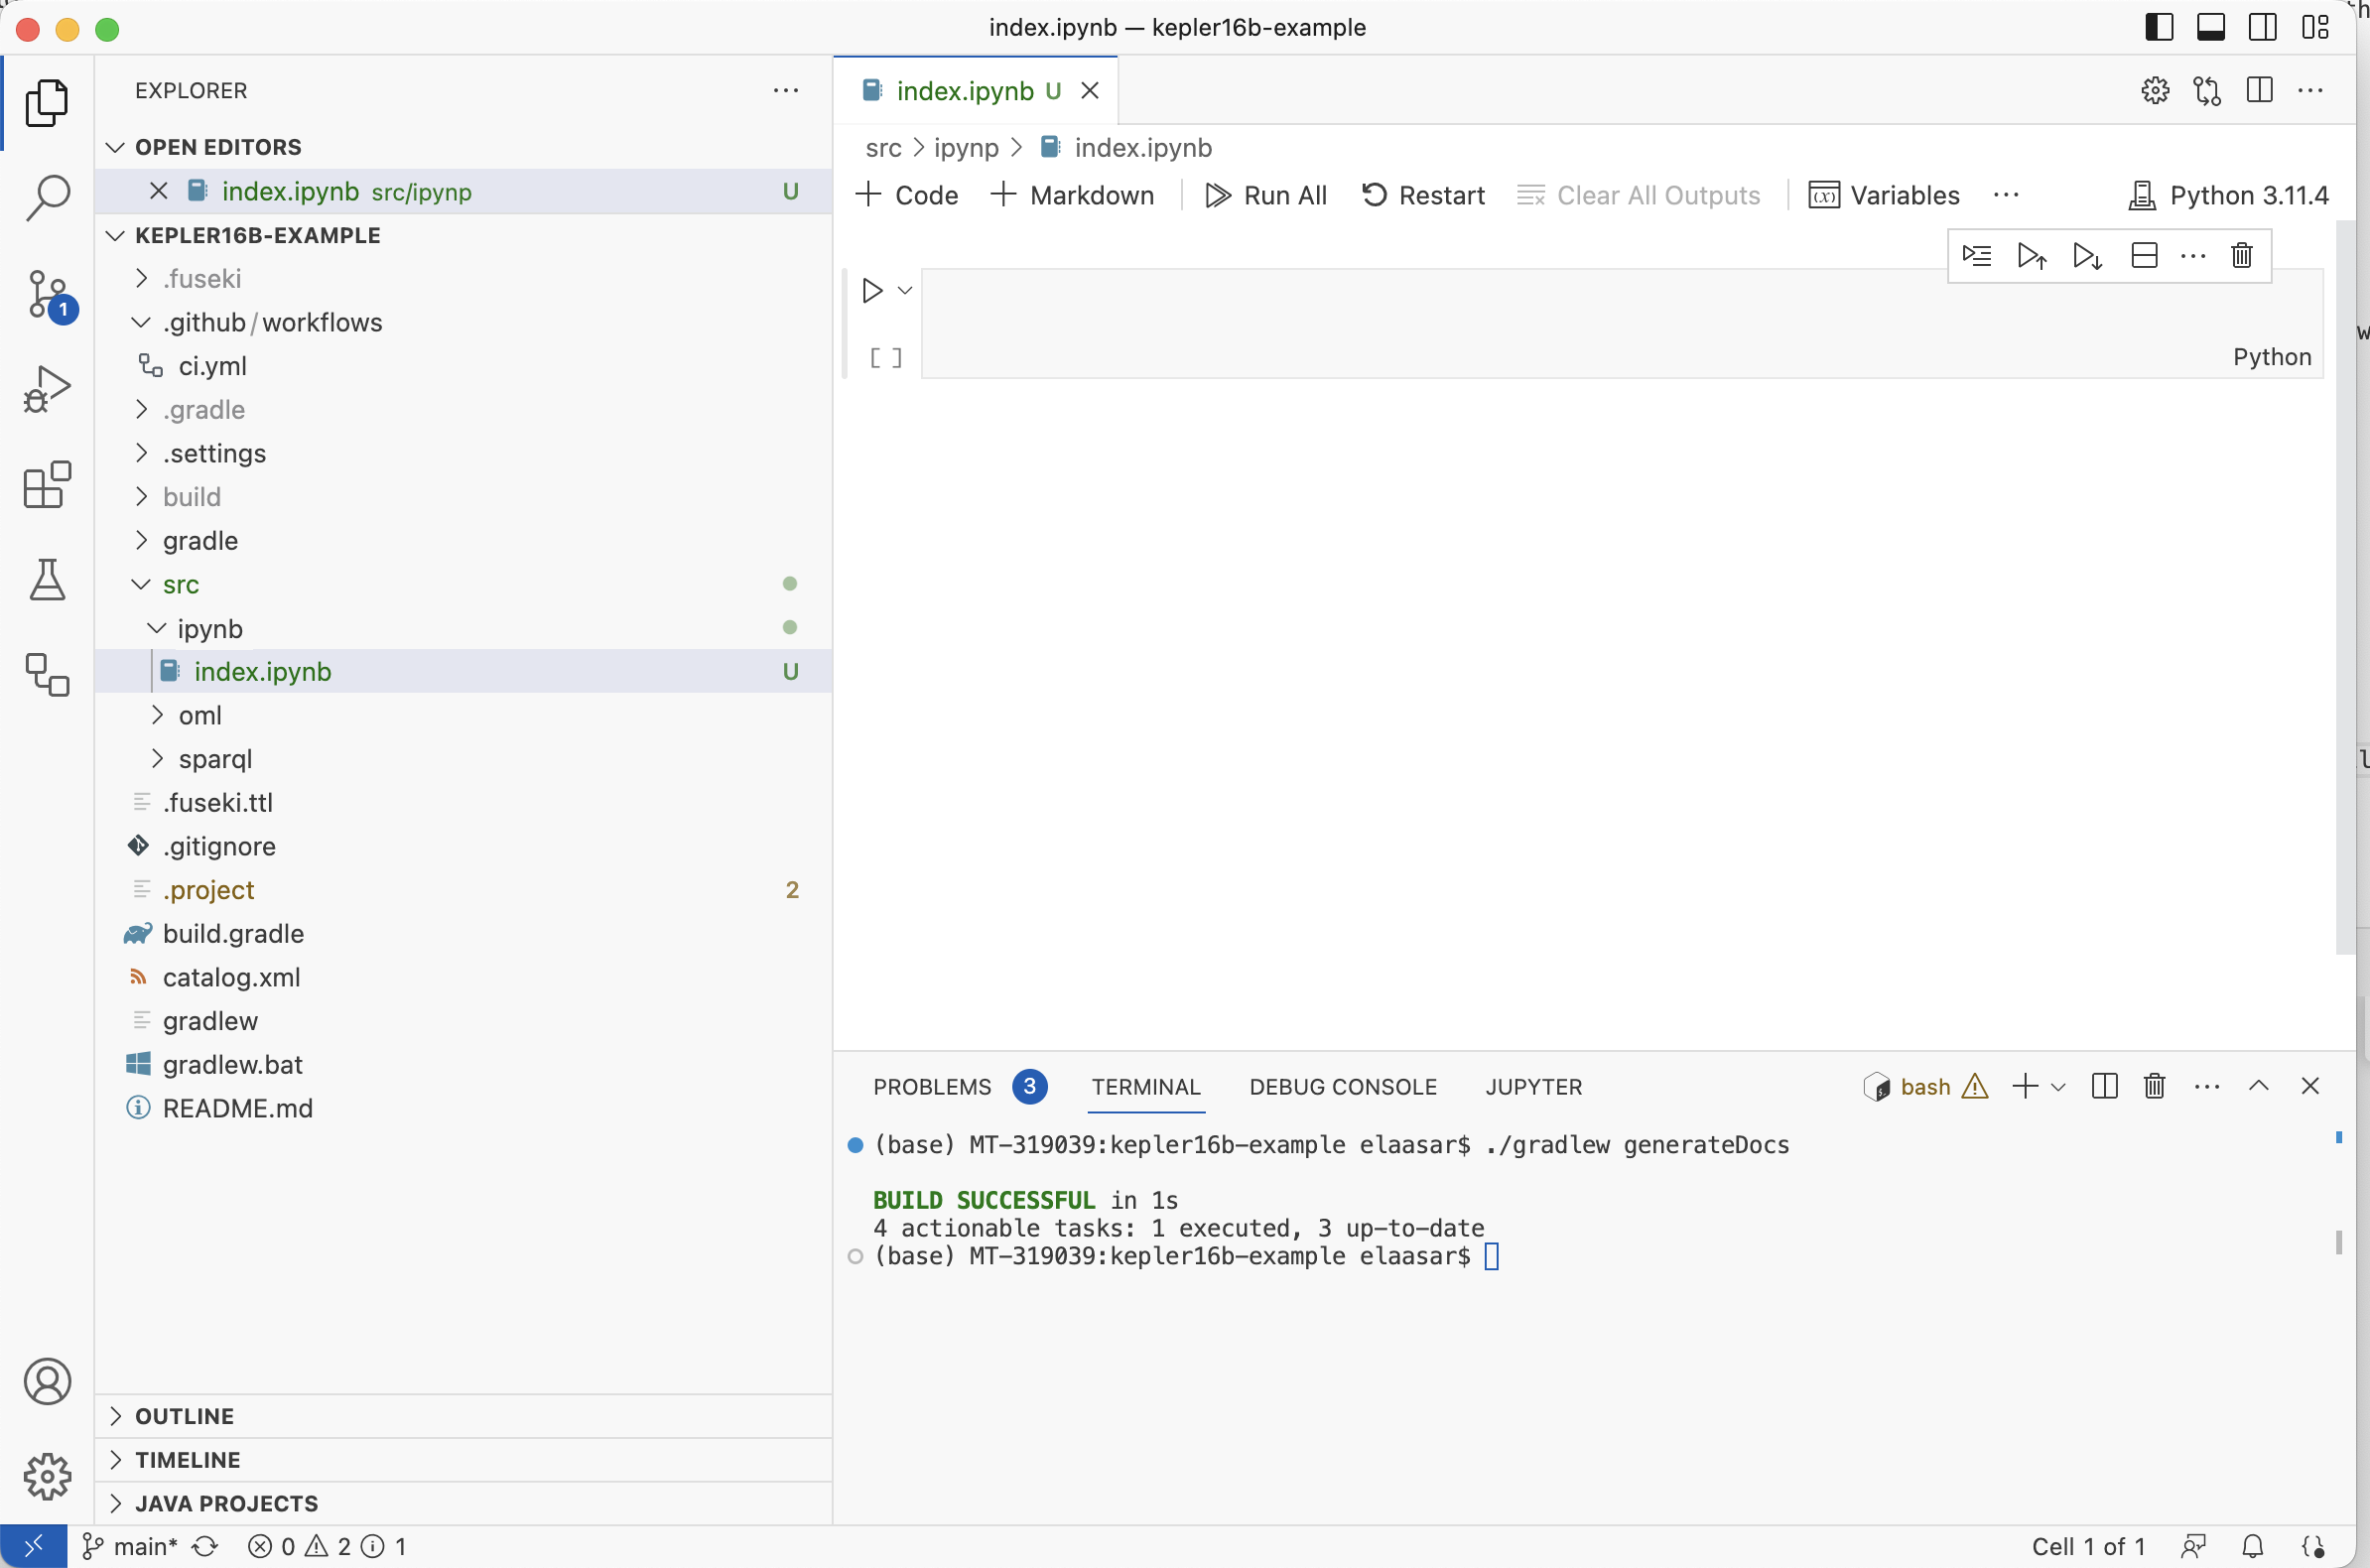 index.ipynb — kepler16b-example
EXPLORER
OPEN EDITORS
index.ipynb src/ipynp U
KEPLER16B-EXAMPLE
.fuseki
.github/workflows
ci.yml
.gradle
.settings
build
gradle
src
ipynb
index.ipynb U
oml
sparql
.fuseki.ttl
.gitignore
.project 2
build.gradle
catalog.xml
gradlew
gradlew.bat
README.md
OUTLINE
TIMELINE
JAVA PROJECTS
1
index.ipynb U
src > ipynp > index.ipynb
+ Code + Markdown Run All Restart Clear All Outputs (x) Variables ... Python 3.11.4
[ ]
Python
PROBLEMS 3 TERMINAL DEBUG CONSOLE JUPYTER bash
(base) MT-319039:kepler16b-example elaasar$ ./gradlew generateDocs
BUILD SUCCESSFUL in 1s
4 actionable tasks: 1 executed, 3 up-to-date
(base) MT-319039:kepler16b-example elaasar$
main* 0 2 1 Cell 1 of 1